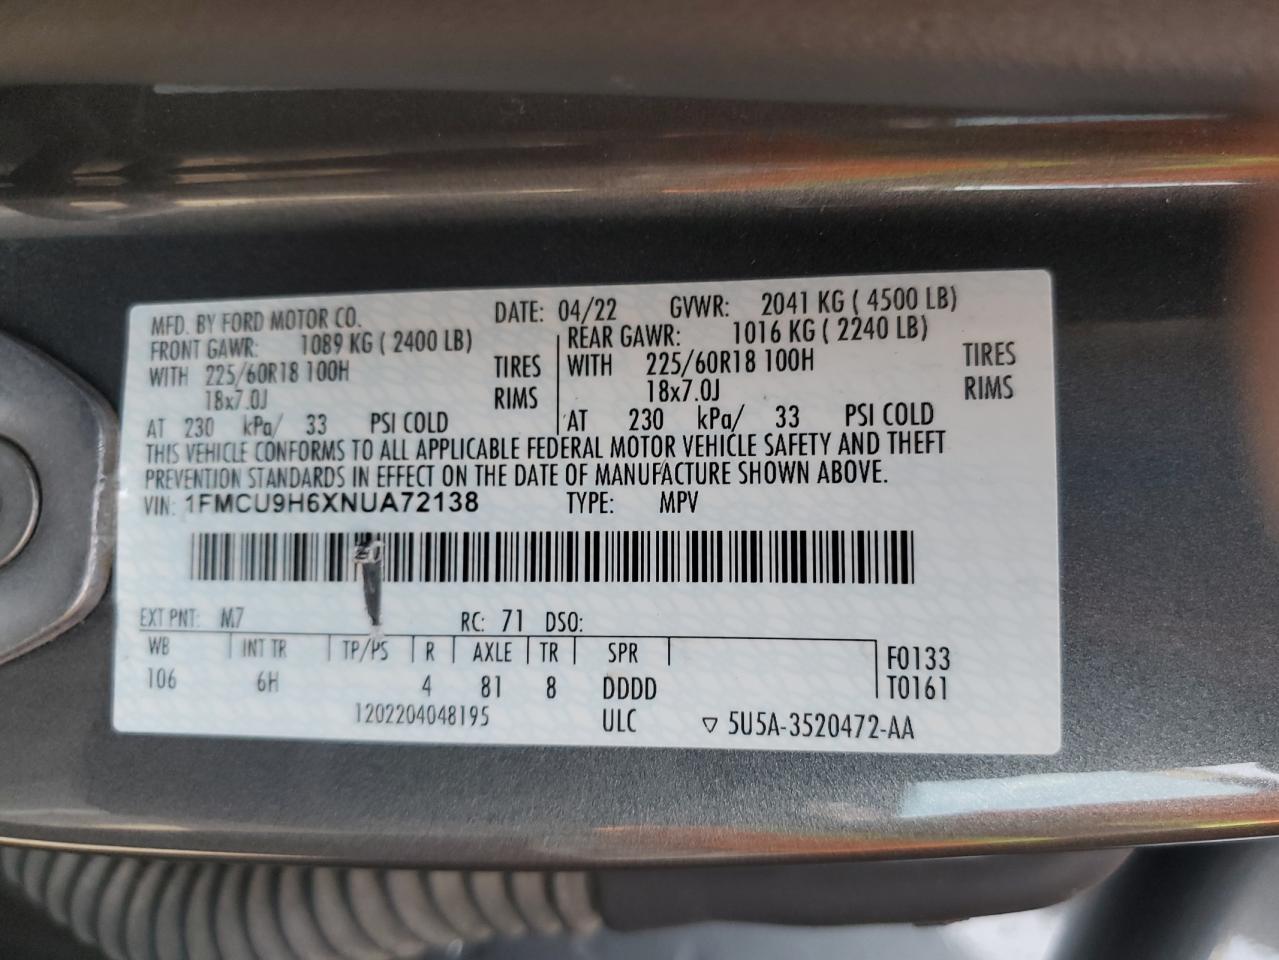 MFD. BY FORD MOTOR CO. DATE: 04/22 GVWR: 2041 KG ( 4500 LB)
FRONT GAWR: 1089 KG ( 2400 LB) REAR GAWR: 1016 KG ( 2240 LB)
WITH 225/60R18 100H TIRES WITH 225/60R18 100H TIRES
18x7.0J RIMS 18x7.0J RIMS
AT 230 kPa/ 33 PSI COLD AT 230 kPa/ 33 PSI COLD
THIS VEHICLE CONFORMS TO ALL APPLICABLE FEDERAL MOTOR VEHICLE SAFETY AND THEFT
PREVENTION STANDARDS IN EFFECT ON THE DATE OF MANUFACTURE SHOWN ABOVE.
VIN: 1FMCU9H6XNUA72138 TYPE: MPV
EXT PNT: M7 RC: 71 DSO:
WB INT TR TP/PS R AXLE TR SPR F0133
106 6H 4 81 8 DDDD T0161
1202204048195 ULC ▽ 5U5A-3520472-AA